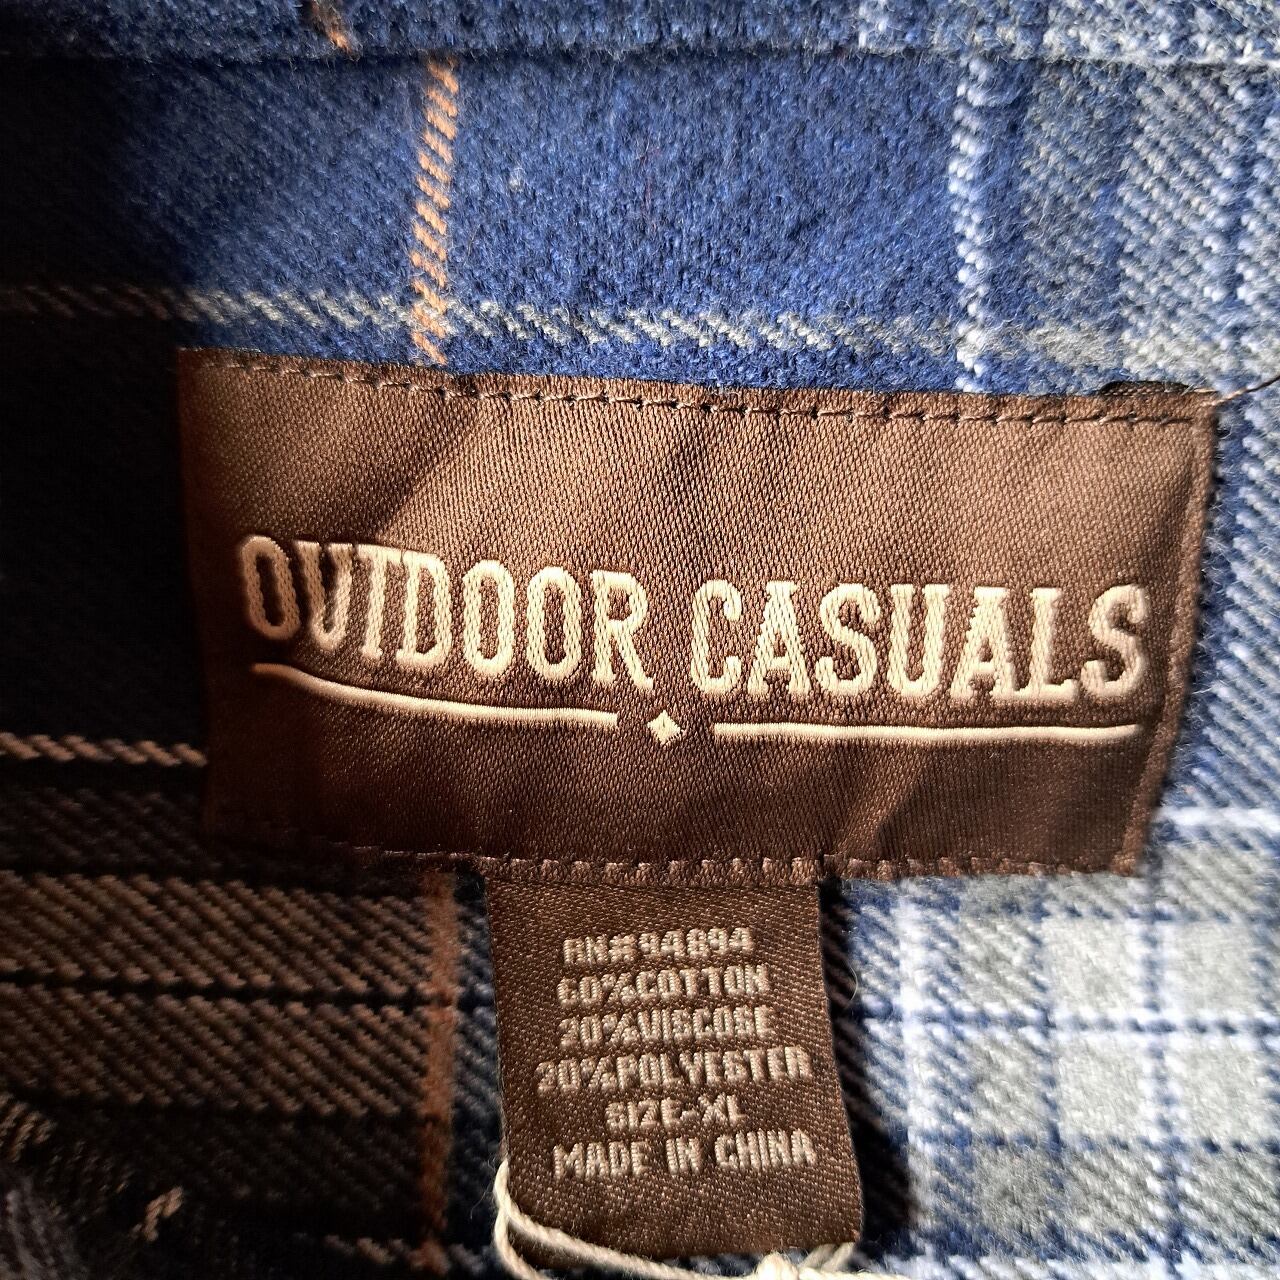 OUTDOOR CASUALS
RN#94894
60%COTTON
20%VISCOSE
20%POLYESTER
SIZE-XL
MADE IN CHINA